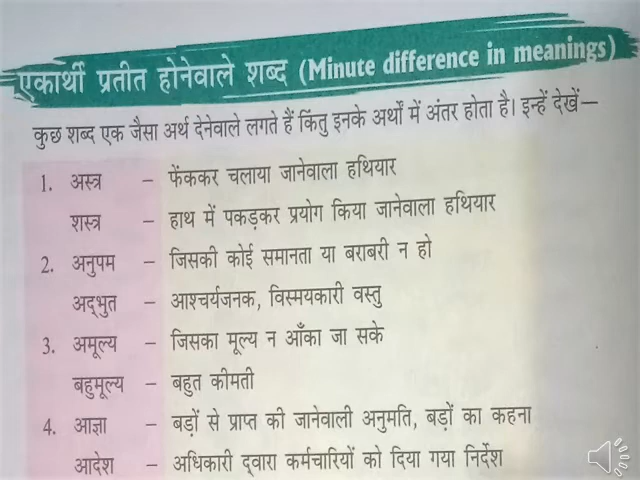 एकार्थी प्रतीत होनेवाले शब्द (Minute difference in meanings)
कुछ शब्द एक जैसा अर्थ देनेवाले लगते हैं किंतु इनके अर्थों में अंतर होता है। इन्हें देखें—
1. अस्त्र – फेंककर चलाया जानेवाला हथियार
शस्त्र – हाथ में पकड़कर प्रयोग किया जानेवाला हथियार
2. अनुपम – जिसकी कोई समानता या बराबरी न हो
अद्भुत – आश्चर्यजनक, विस्मयकारी वस्तु
3. अमूल्य – जिसका मूल्य न आँका जा सके
बहुमूल्य – बहुत कीमती
4. आज्ञा – बड़ों से प्राप्त की जानेवाली अनुमति, बड़ों का कहना
आदेश – अधिकारी द्वारा कर्मचारियों को दिया गया निर्देश